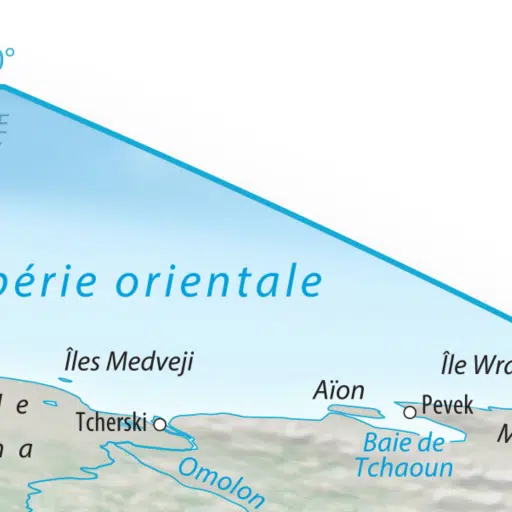 0°
bérie orientale
Îles Medveji
Île Wra
Aïon
Pevek
Tcherski
Baie de
Tchaoun
Omolon
l e
n a
M